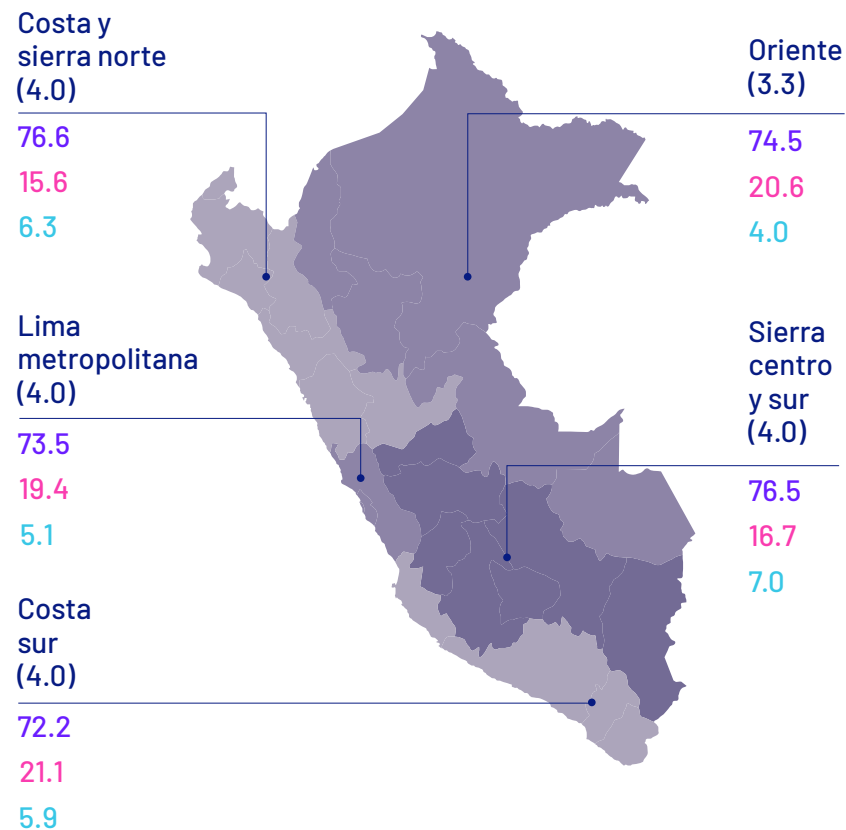 Costa y
sierra norte
(4.0)
76.6
15.6
6.3
Lima
metropolitana
(4.0)
73.5
19.4
5.1
Costa
sur
(4.0)
72.2
21.1
5.9
Oriente
(3.3)
74.5
20.6
4.0
Sierra
centro
y sur
(4.0)
76.5
16.7
7.0